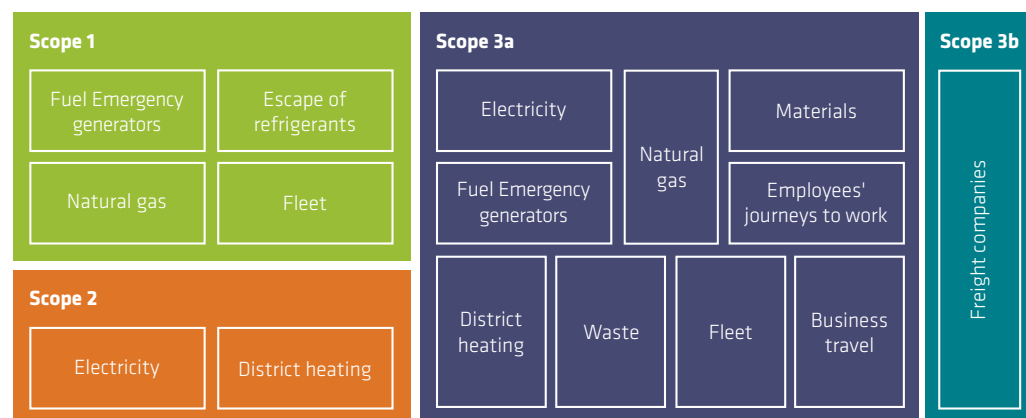 Scope 1
Fuel Emergency
generators
Escape of
refrigerants
Natural gas
Fleet
Scope 2
Electricity
District heating
Scope 3a
Electricity
Natural
gas
Materials
Fuel Emergency
generators
Employees'
journeys to work
District
heating
Waste
Fleet
Business
travel
Scope 3b
Freight companies